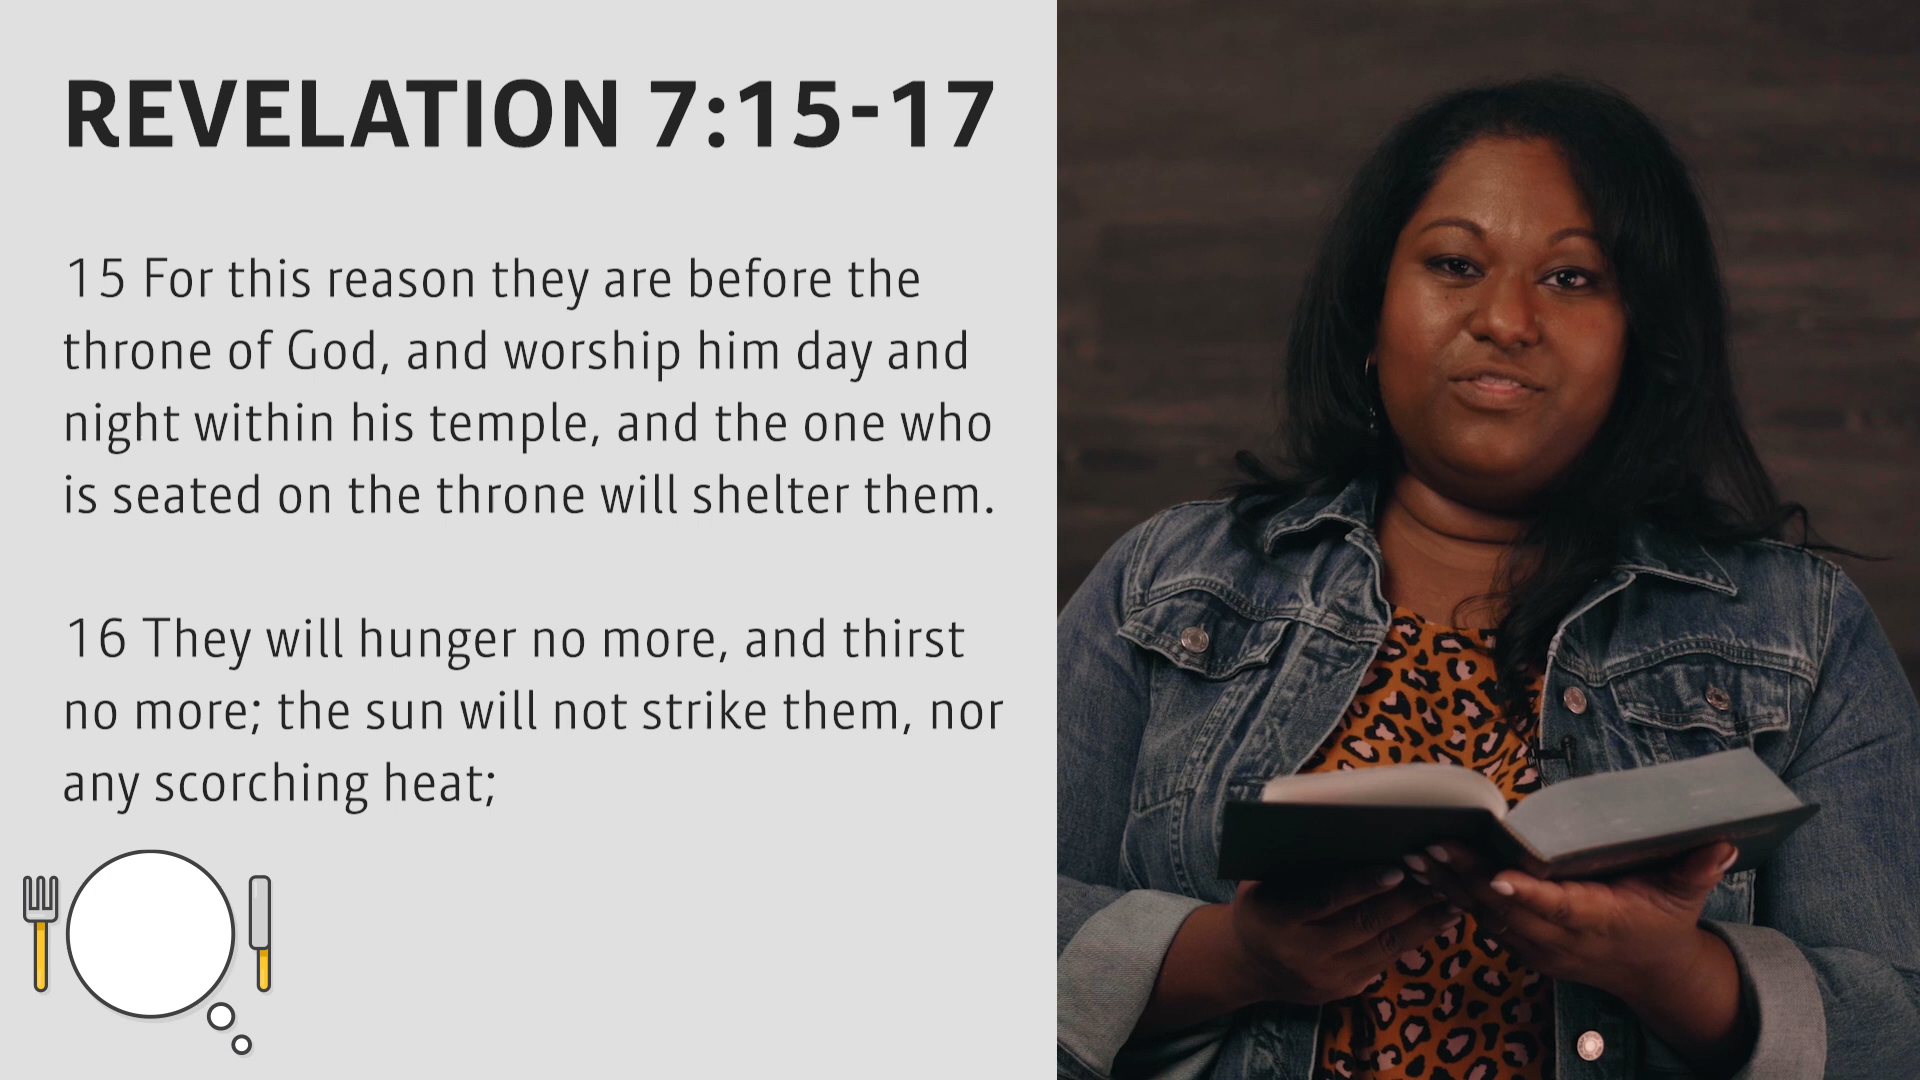 REVELATION 7:15-17
15 For this reason they are before the
throne of God, and worship him day and
night within his temple, and the one who
is seated on the throne will shelter them.
16 They will hunger no more, and thirst
no more; the sun will not strike them, nor
any scorching heat;